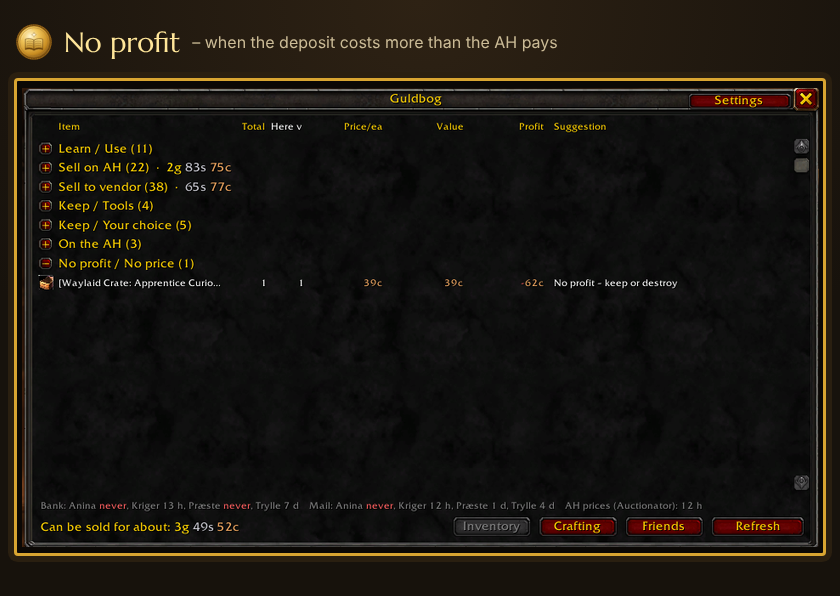 No profit – when the deposit costs more than the AH pays
Guldbog
Settings
Item Total Here v Price/ea Value Profit Suggestion
Learn / Use (11)
Sell on AH (22) · 2g 83s 75c
Sell to vendor (38) · 65s 77c
Keep / Tools (4)
Keep / Your choice (5)
On the AH (3)
No profit / No price (1)
[Waylaid Crate: Apprentice Curio... 1 1 39c 39c -62c No profit - keep or destroy
Bank: Anina never, Kriger 13 h, Præste never, Trylle 7 d Mail: Anina never, Kriger 12 h, Præste 1 d, Trylle 4 d AH prices (Auctionator): 12 h
Can be sold for about: 3g 49s 52c
Inventory Crafting Friends Refresh